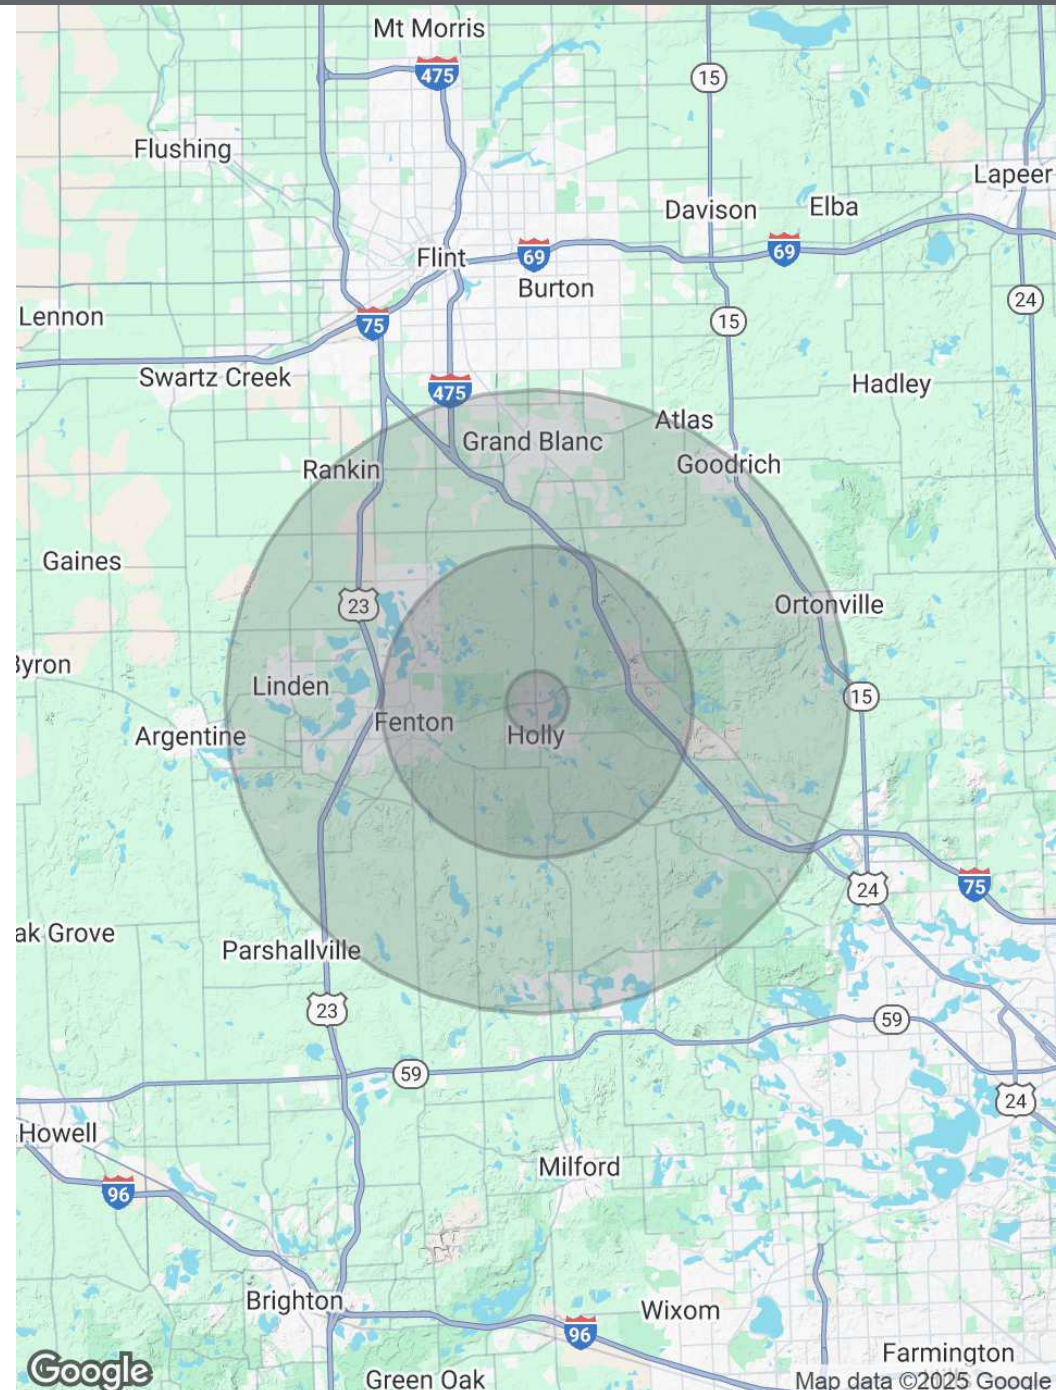 Mt Morris
475
15
Flushing
Lapeer
Davison
Elba
Flint
69
69
Burton
24
Lennon
75
15
Swartz Creek
475
Hadley
Atlas
Grand Blanc
Rankin
Goodrich
Gaines
23
Ortonville
Byron
Linden
15
Fenton
Argentine
Holly
24
75
ak Grove
Parshallville
23
59
59
24
Howell
Milford
96
Brighton
Wixom
96
Farmington
Google
Green Oak
Map data ©2025 Google